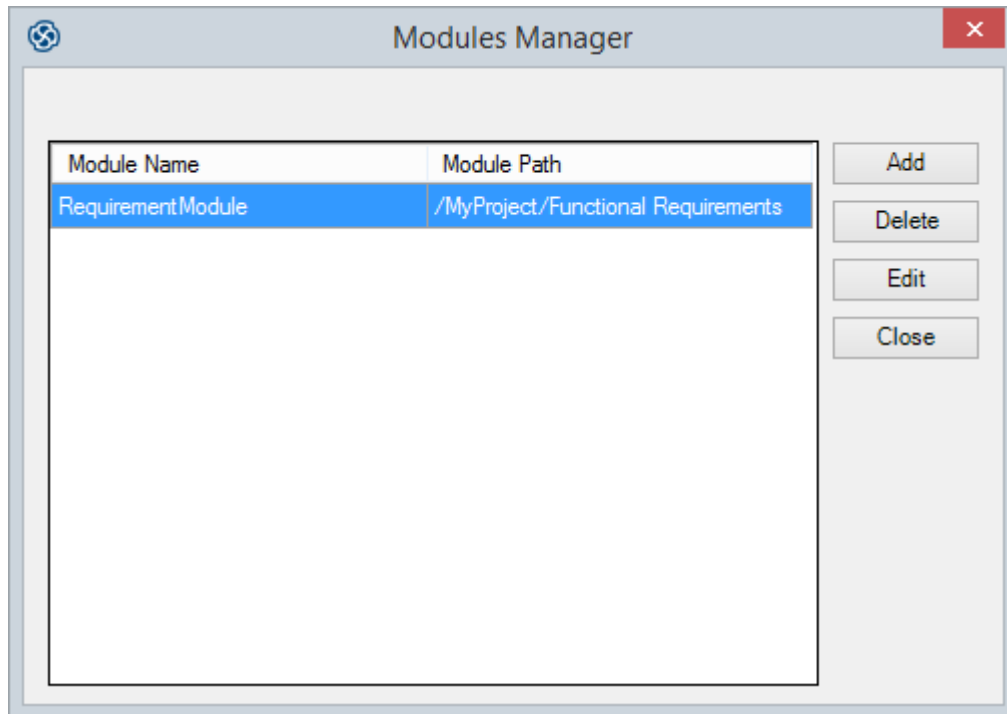 Modules Manager
Module Name Module Path
RequirementModule /MyProject/Functional Requirements
Add
Delete
Edit
Close